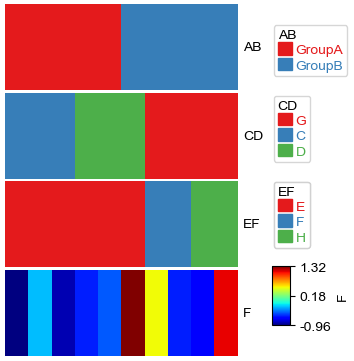 AB
AB
GroupA
GroupB
CD
CD
G
C
D
EF
EF
E
F
H
F
1.32
0.18
-0.96
F